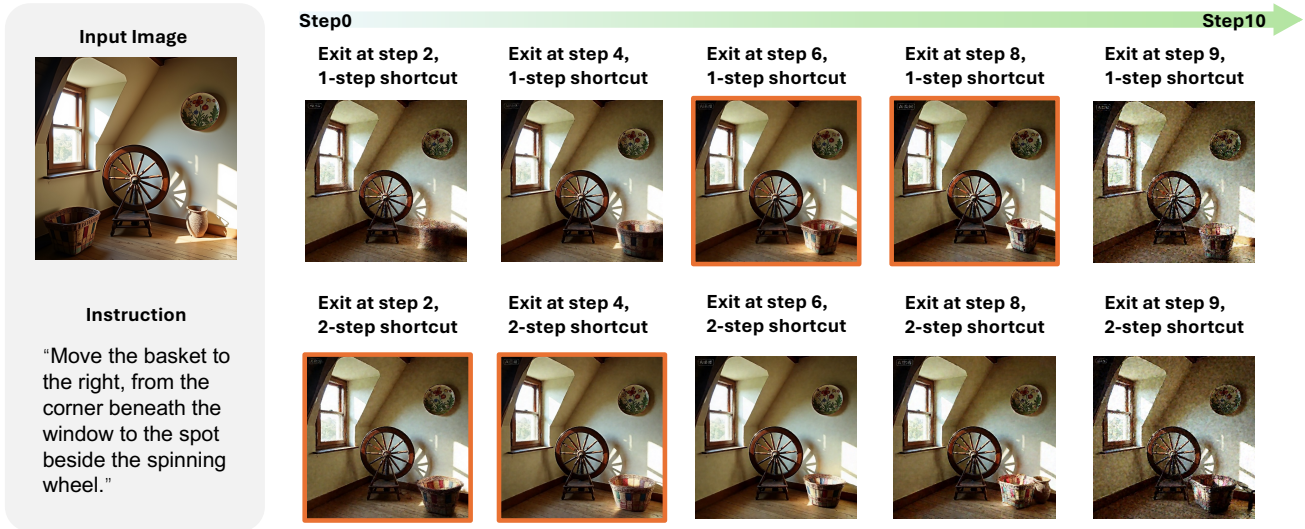 Step0
Step10
Input Image
Exit at step 2,
1-step shortcut
Exit at step 4,
1-step shortcut
Exit at step 6,
1-step shortcut
Exit at step 8,
1-step shortcut
Exit at step 9,
1-step shortcut
Instruction
“Move the basket to
the right, from the
corner beneath the
window to the spot
beside the spinning
wheel.”
Exit at step 2,
2-step shortcut
Exit at step 4,
2-step shortcut
Exit at step 6,
2-step shortcut
Exit at step 8,
2-step shortcut
Exit at step 9,
2-step shortcut